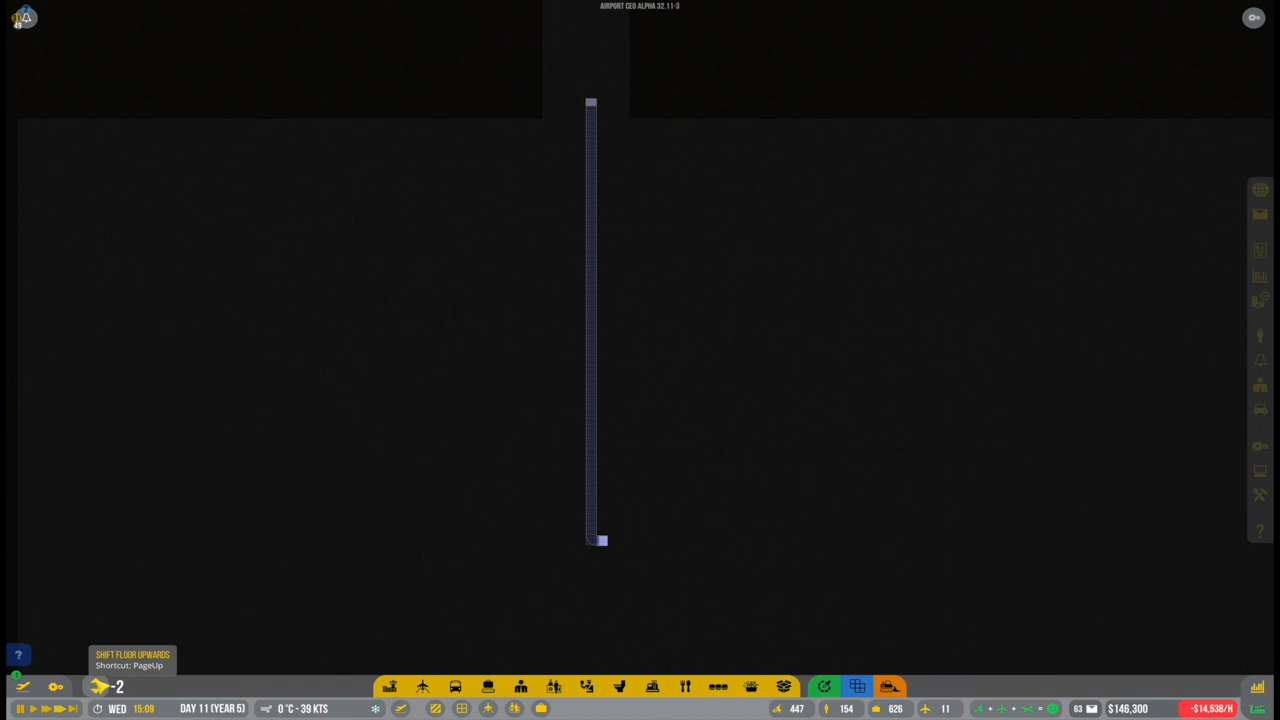 AIRPORT CEO ALPHA 32.11-3
49
SHIFT FLOOR UPWARDS
Shortcut: PageUp
?
?
-2
WED 15:09 DAY 11 (YEAR 5) 0 °C - 39 KTS 447 154 626 11 + + = 63 $146,300 -$14,538/H